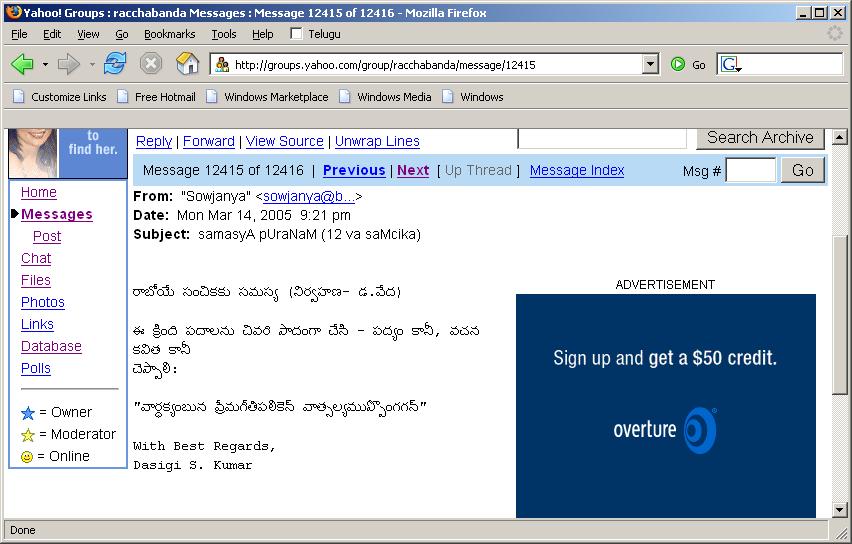 Yahoo! Groups : racchabanda Messages : Message 12415 of 12416 - Mozilla Firefox
File Edit View Go Bookmarks Tools Help Telugu
http://groups.yahoo.com/group/racchabanda/message/12415 Go G
Customize Links Free Hotmail Windows Marketplace Windows Media Windows
to
find her.
Reply | Forward | View Source | Unwrap Lines Search Archive
Message 12415 of 12416 | Previous | Next [ Up Thread ] Message Index Msg # Go
Home
Messages
Post
Chat
Files
Photos
Links
Database
Polls
= Owner
= Moderator
= Online
From: "Sowjanya" <sowjanya@b...>
Date: Mon Mar 14, 2005 9:21 pm
Subject: samasyA pUraNaM (12 va saMcika)
రాబోయే సంచికకు సమస్య (నిర్వహణ- డ.వేద)
ఈ క్రింది పదాలను చివరి పాదంగా చేసి - పద్యం కానీ, వచన
కవిత కానీ
చెప్పాలి:
"వార్ధక్యంబున ప్రేమగీతిపలికెన్ వాత్సల్యముప్పొంగగన్"
With Best Regards,
Dasigi S. Kumar
ADVERTISEMENT
Sign up and get a $50 credit.
overture
Done